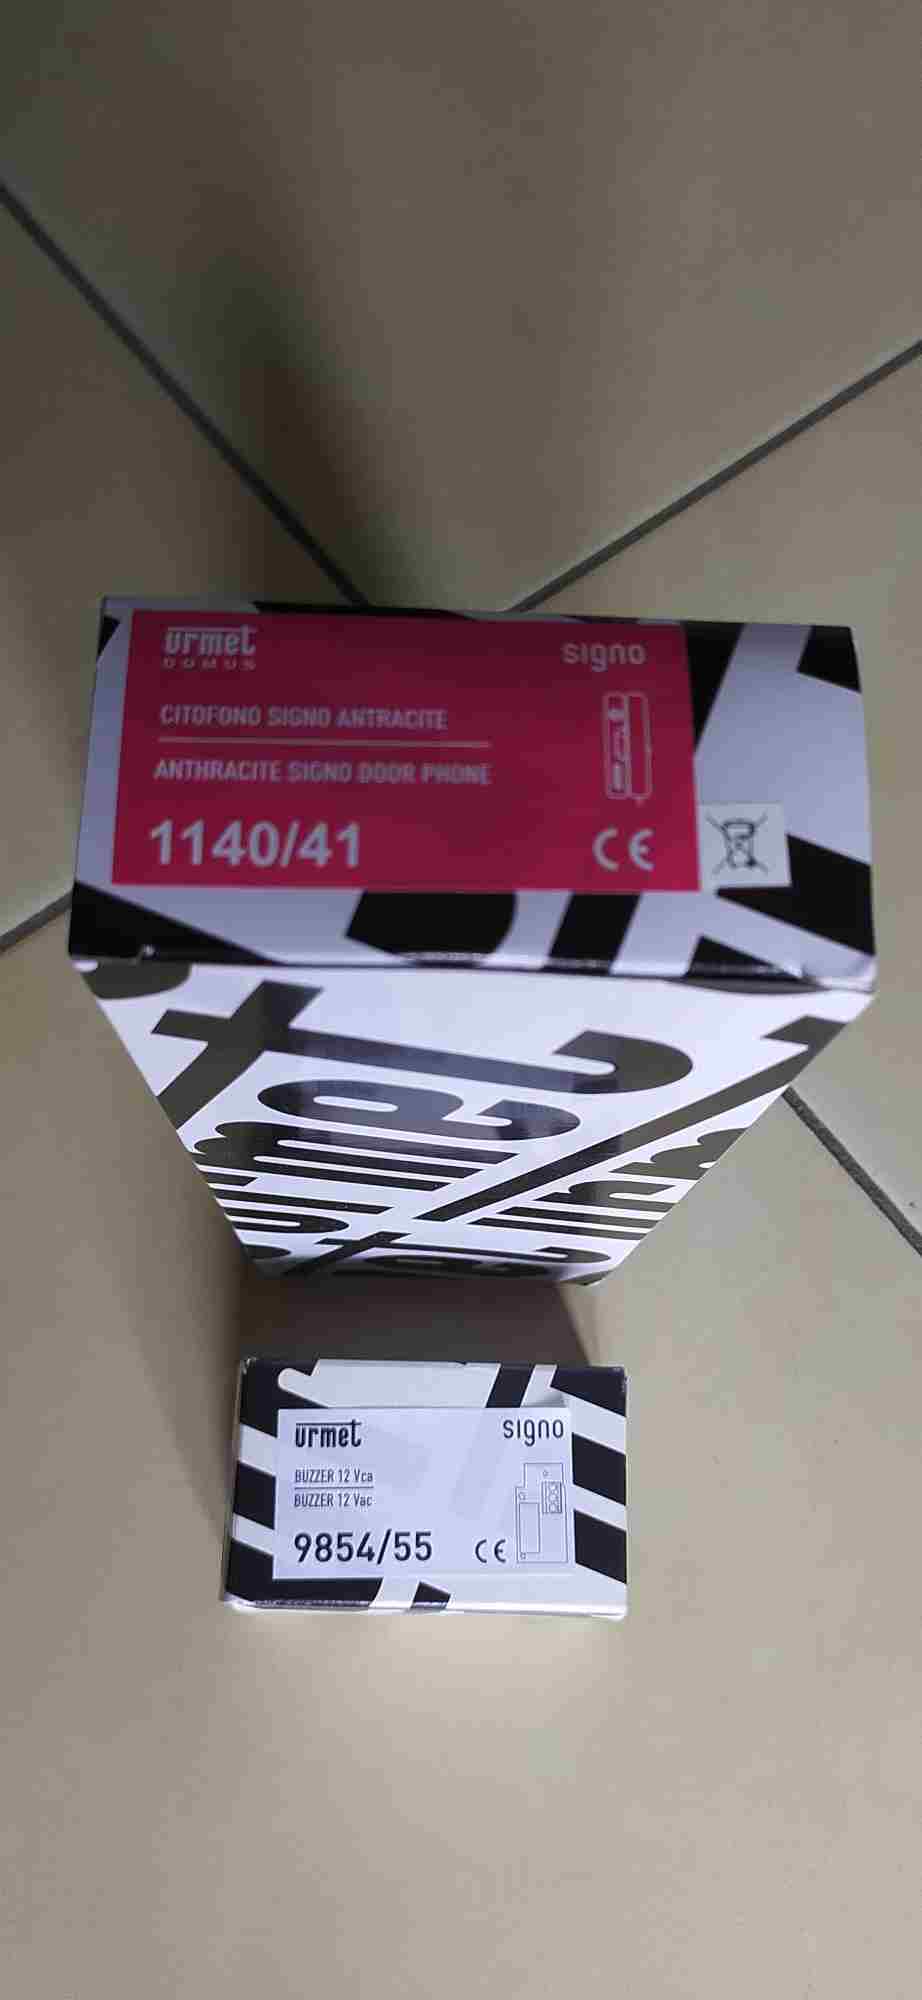 urmet
DOMUS
signo
CITOFONO SIGNO ANTRACITE
ANTHRACITE SIGNO DOOR PHONE
1140/41
CE
urmet
signo
BUZZER 12 Vca
BUZZER 12 Vac
9854/55
CE